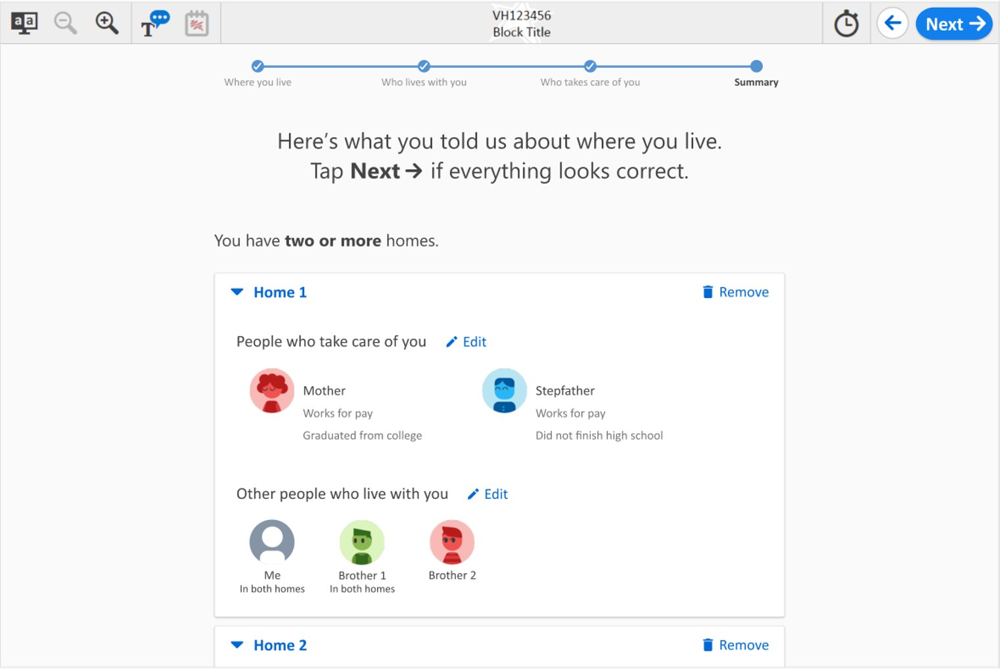 aa
T
VH123456
Block Title
Next →
Where you live
Who lives with you
Who takes care of you
Summary
Here’s what you told us about where you live.
Tap Next → if everything looks correct.
You have two or more homes.
Home 1
Remove
People who take care of you
Edit
Mother
Works for pay
Graduated from college
Stepfather
Works for pay
Did not finish high school
Other people who live with you
Edit
Me
In both homes
Brother 1
In both homes
Brother 2
Home 2
Remove